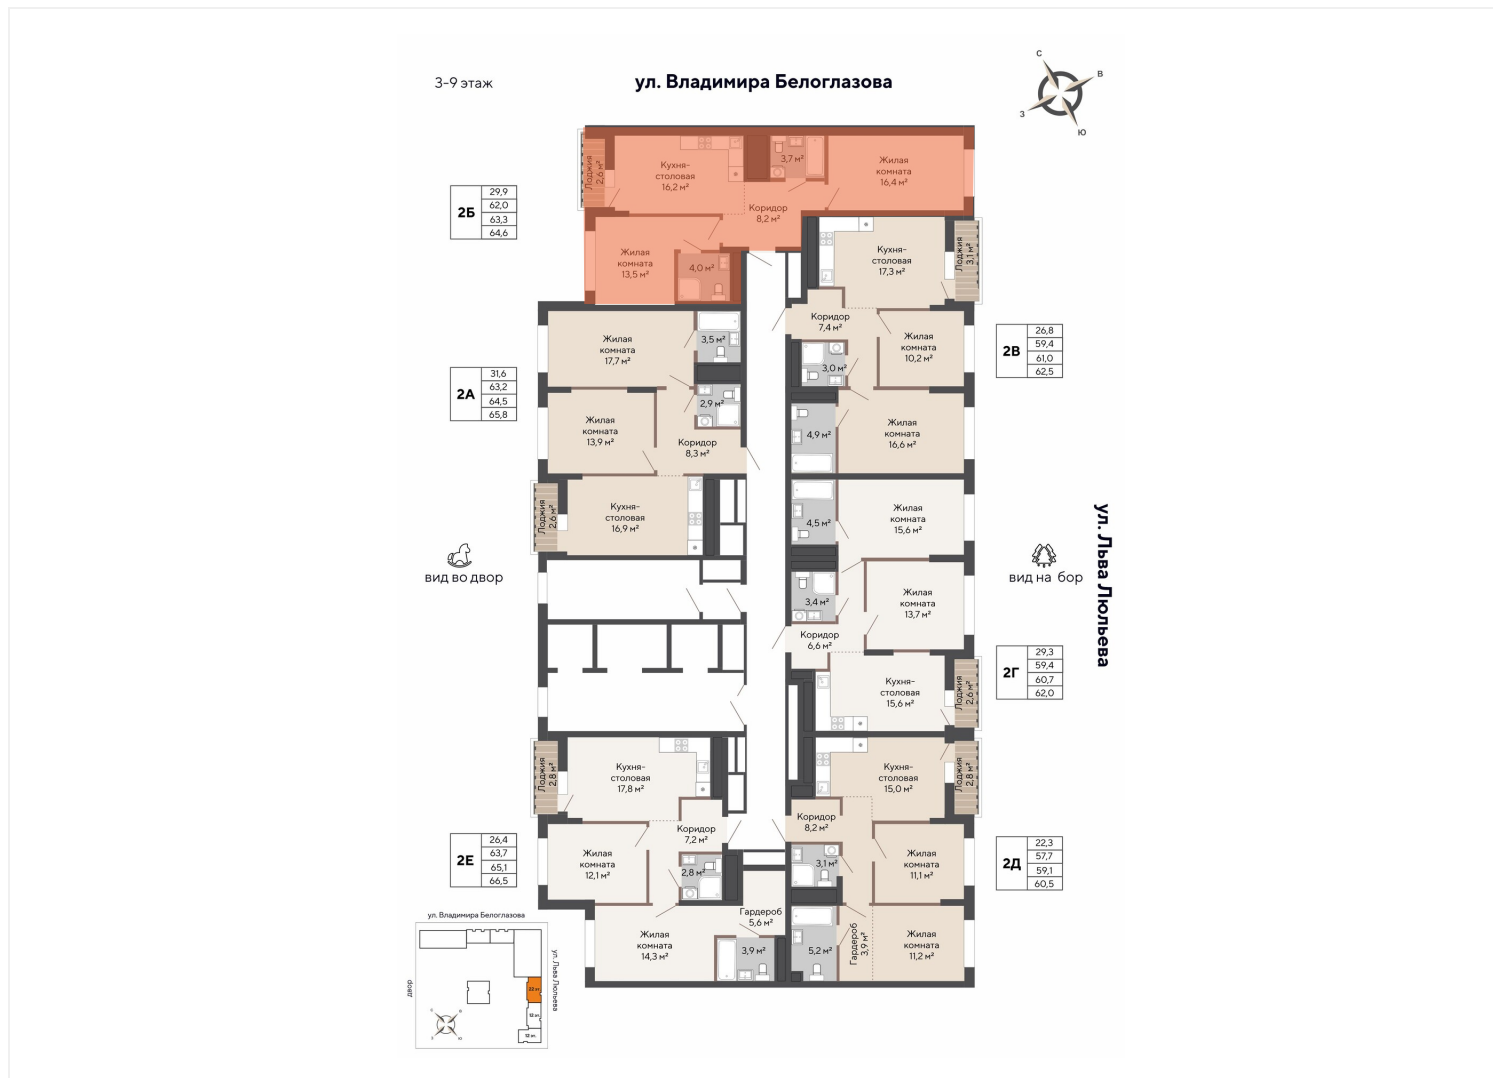 3-9 этаж
ул. Владимира Белоглазова
С
В
З
Ю
2Б
29,9
62,0
63,3
64,6
Лоджия
2,6 м²
Кухня-
столовая
16,2 м²
3,7 м²
Жилая
комната
16,4 м²
Коридор
8,2 м²
Жилая
комната
13,5 м²
4,0 м²
Кухня-
столовая
17,3 м²
Лоджия
3,1 м²
Коридор
7,4 м²
Жилая
комната
10,2 м²
3,0 м²
4,9 м²
Жилая
комната
16,6 м²
2В
26,8
59,4
61,0
62,5
2А
31,6
63,2
64,5
65,8
Жилая
комната
17,7 м²
3,5 м²
2,9 м²
Жилая
комната
13,9 м²
Коридор
8,3 м²
Лоджия
2,6 м²
Кухня-
столовая
16,9 м²
4,5 м²
Жилая
комната
15,6 м²
3,4 м²
Жилая
комната
13,7 м²
Коридор
6,6 м²
Кухня-
столовая
15,6 м²
Лоджия
2,6 м²
вид во двор
вид на бор
ул. Льва Люльева
2Г
29,3
59,4
60,7
62,0
Лоджия
2,8 м²
Кухня-
столовая
17,8 м²
Коридор
7,2 м²
Жилая
комната
12,1 м²
2,8 м²
Гардероб
5,6 м²
Жилая
комната
14,3 м²
3,9 м²
2Е
26,4
63,7
65,1
66,5
Кухня-
столовая
15,0 м²
Лоджия
2,8 м²
Коридор
8,2 м²
3,1 м²
Жилая
комната
11,1 м²
5,2 м²
Гардероб
3,9 м²
Жилая
комната
11,2 м²
2Д
22,3
57,7
59,1
60,5
ул. Владимира Белоглазова
ул. Льва Люльева
двор
22 эт.
12 эт.